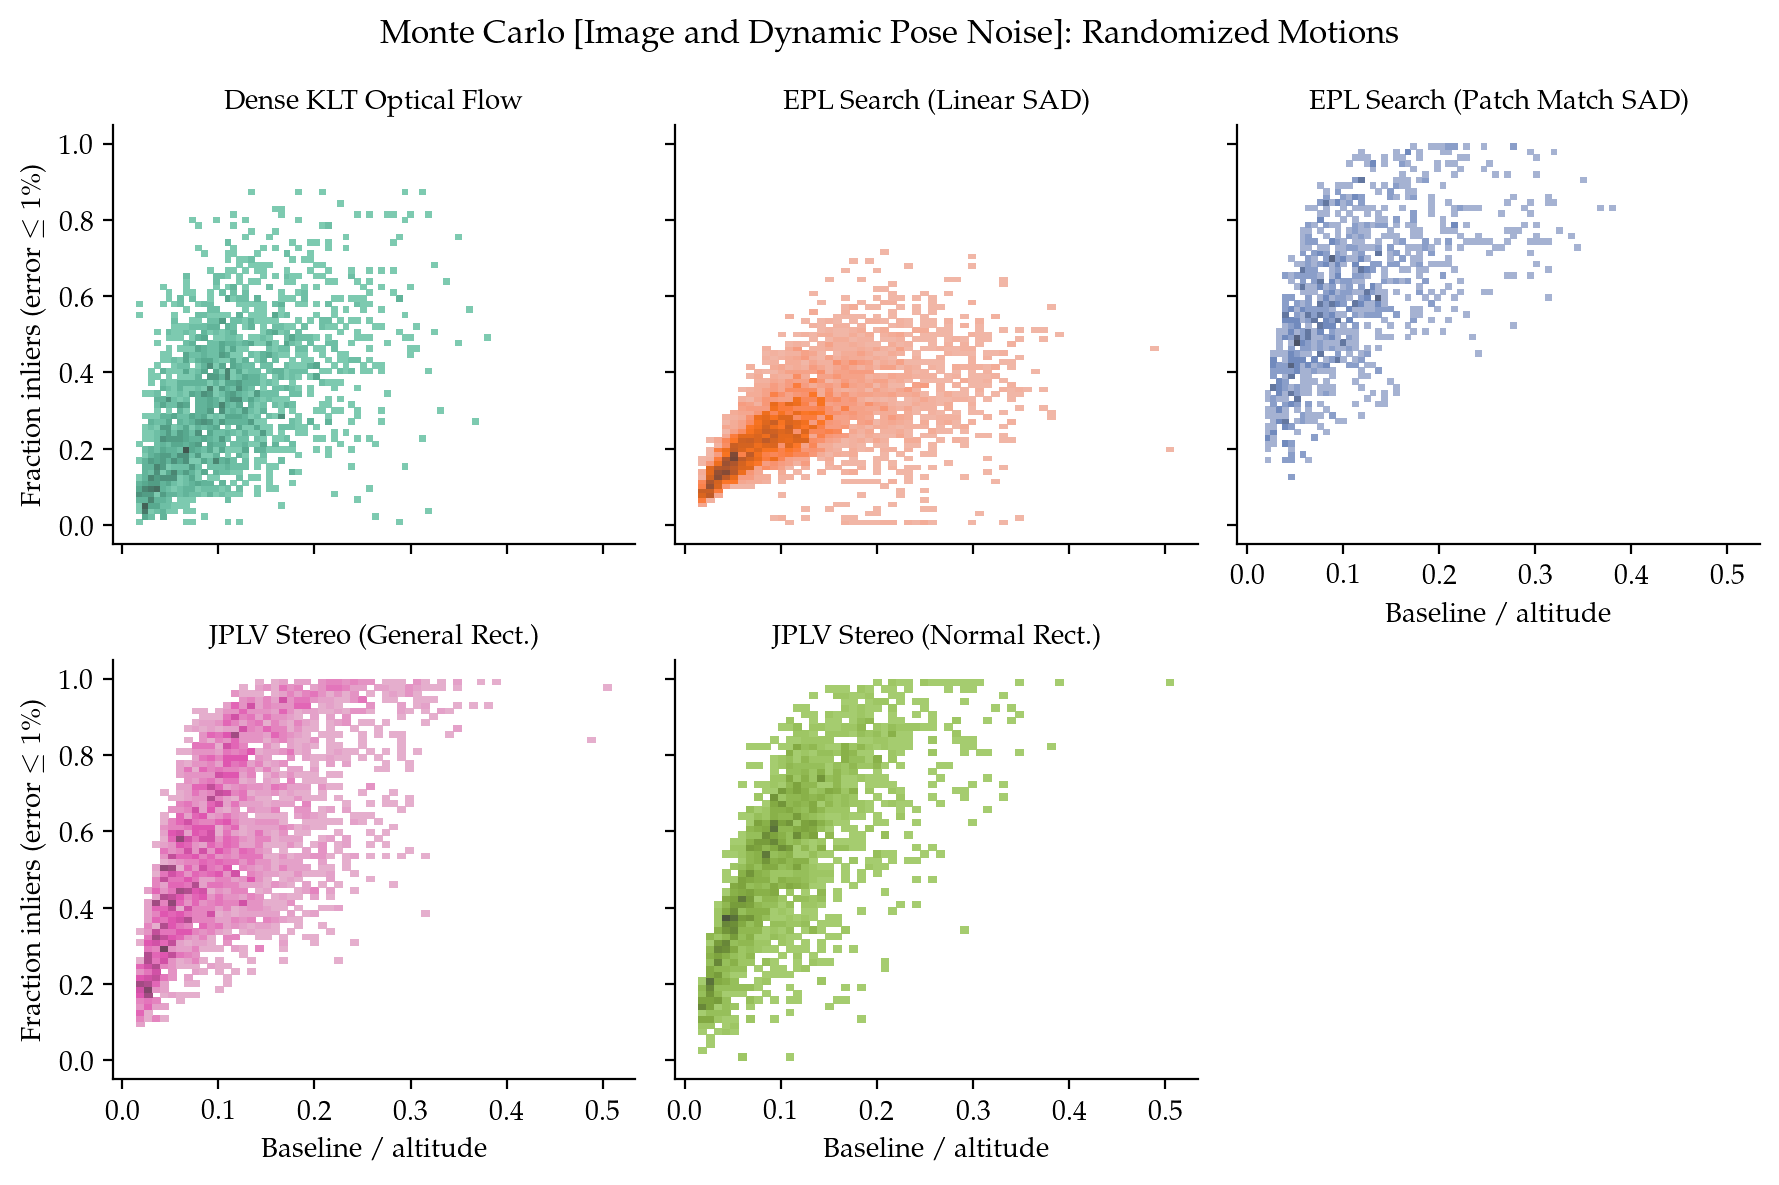 Monte Carlo [Image and Dynamic Pose Noise]: Randomized Motions
Dense KLT Optical Flow
EPL Search (Linear SAD)
EPL Search (Patch Match SAD)
Fraction inliers (error ≤ 1%)
1.0
0.8
0.6
0.4
0.2
0.0
0.0 0.1 0.2 0.3 0.4 0.5
Baseline / altitude
JPLV Stereo (General Rect.)
JPLV Stereo (Normal Rect.)
Fraction inliers (error ≤ 1%)
1.0
0.8
0.6
0.4
0.2
0.0
0.0 0.1 0.2 0.3 0.4 0.5
0.0 0.1 0.2 0.3 0.4 0.5
Baseline / altitude
Baseline / altitude